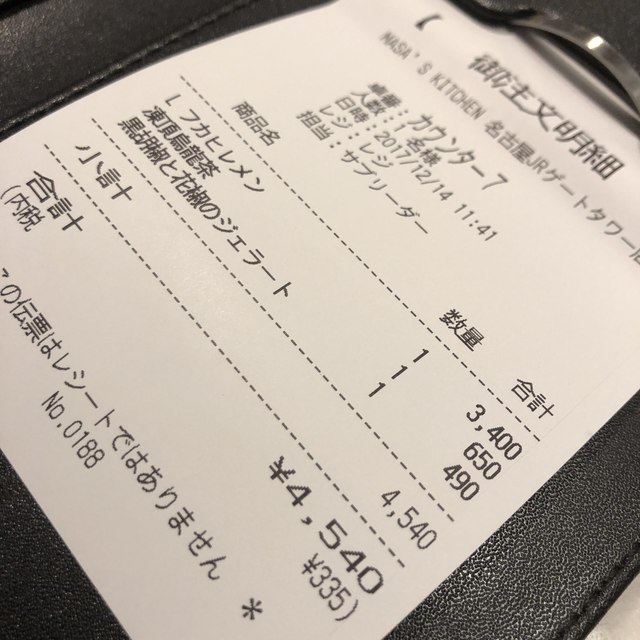 【 御注文明細
MASA'S KITCHEN 名古屋JRゲートタワー店
場番：カウンター7
人数：1名様
日時：2017/12/14 11:41
レジ：レジ
担当：サブリーダー
商品名 数量 合計
L フカヒレメン 1 3,400
凍頂烏龍茶 1 650
黒胡椒と花椒のジェラート 1 490
小計 4,540
合計 ¥4,540
(内税 ¥335)
の伝票はレシートではありません *
No.0188